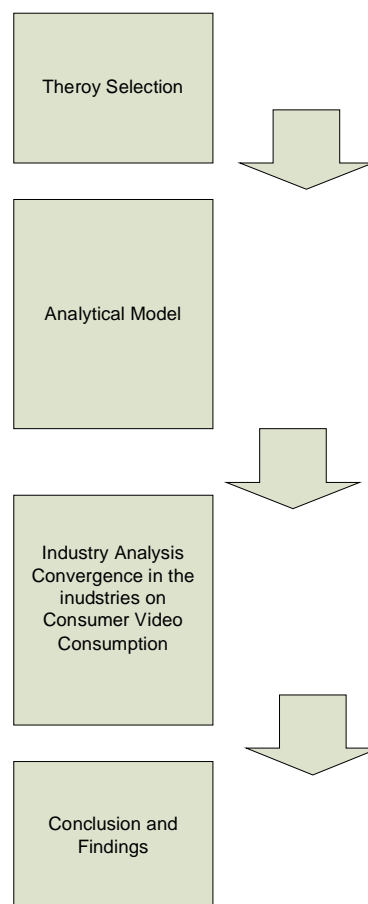 Theroy Selection
Analytical Model
Industry Analysis
Convergence in the
inudstries on
Consumer Video
Consumption
Conclusion and
Findings